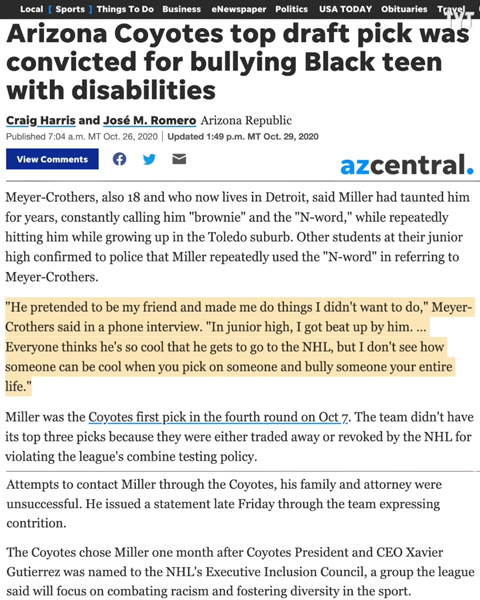 Local [ Sports ] Things To Do Business eNewspaper Politics USA TODAY Obituaries Travel
TYT
Arizona Coyotes top draft pick was
convicted for bullying Black teen
with disabilities
Craig Harris and José M. Romero Arizona Republic
Published 7:04 a.m. MT Oct. 26, 2020 | Updated 1:49 p.m. MT Oct. 29, 2020
View Comments
azcentral.
Meyer-Crothers, also 18 and who now lives in Detroit, said Miller had taunted him
for years, constantly calling him "brownie" and the "N-word," while repeatedly
hitting him while growing up in the Toledo suburb. Other students at their junior
high confirmed to police that Miller repeatedly used the "N-word" in referring to
Meyer-Crothers.
"He pretended to be my friend and made me do things I didn't want to do," Meyer-
Crothers said in a phone interview. "In junior high, I got beat up by him. ...
Everyone thinks he's so cool that he gets to go to the NHL, but I don't see how
someone can be cool when you pick on someone and bully someone your entire
life."
Miller was the Coyotes first pick in the fourth round on Oct 7. The team didn't have
its top three picks because they were either traded away or revoked by the NHL for
violating the league's combine testing policy.
Attempts to contact Miller through the Coyotes, his family and attorney were
unsuccessful. He issued a statement late Friday through the team expressing
contrition.
The Coyotes chose Miller one month after Coyotes President and CEO Xavier
Gutierrez was named to the NHL's Executive Inclusion Council, a group the league
said will focus on combating racism and fostering diversity in the sport.